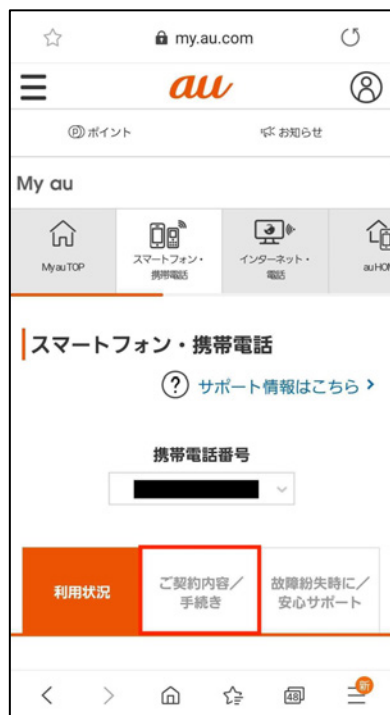 my.au.com
au
Ⓟポイント
お知らせ
My au
My au TOP
スマートフォン・
携帯電話
インターネット・
電話
au HOM
スマートフォン・携帯電話
? サポート情報はこちら >
携帯電話番号
利用状況
ご契約内容／
手続き
故障紛失時に／
安心サポート
48
新